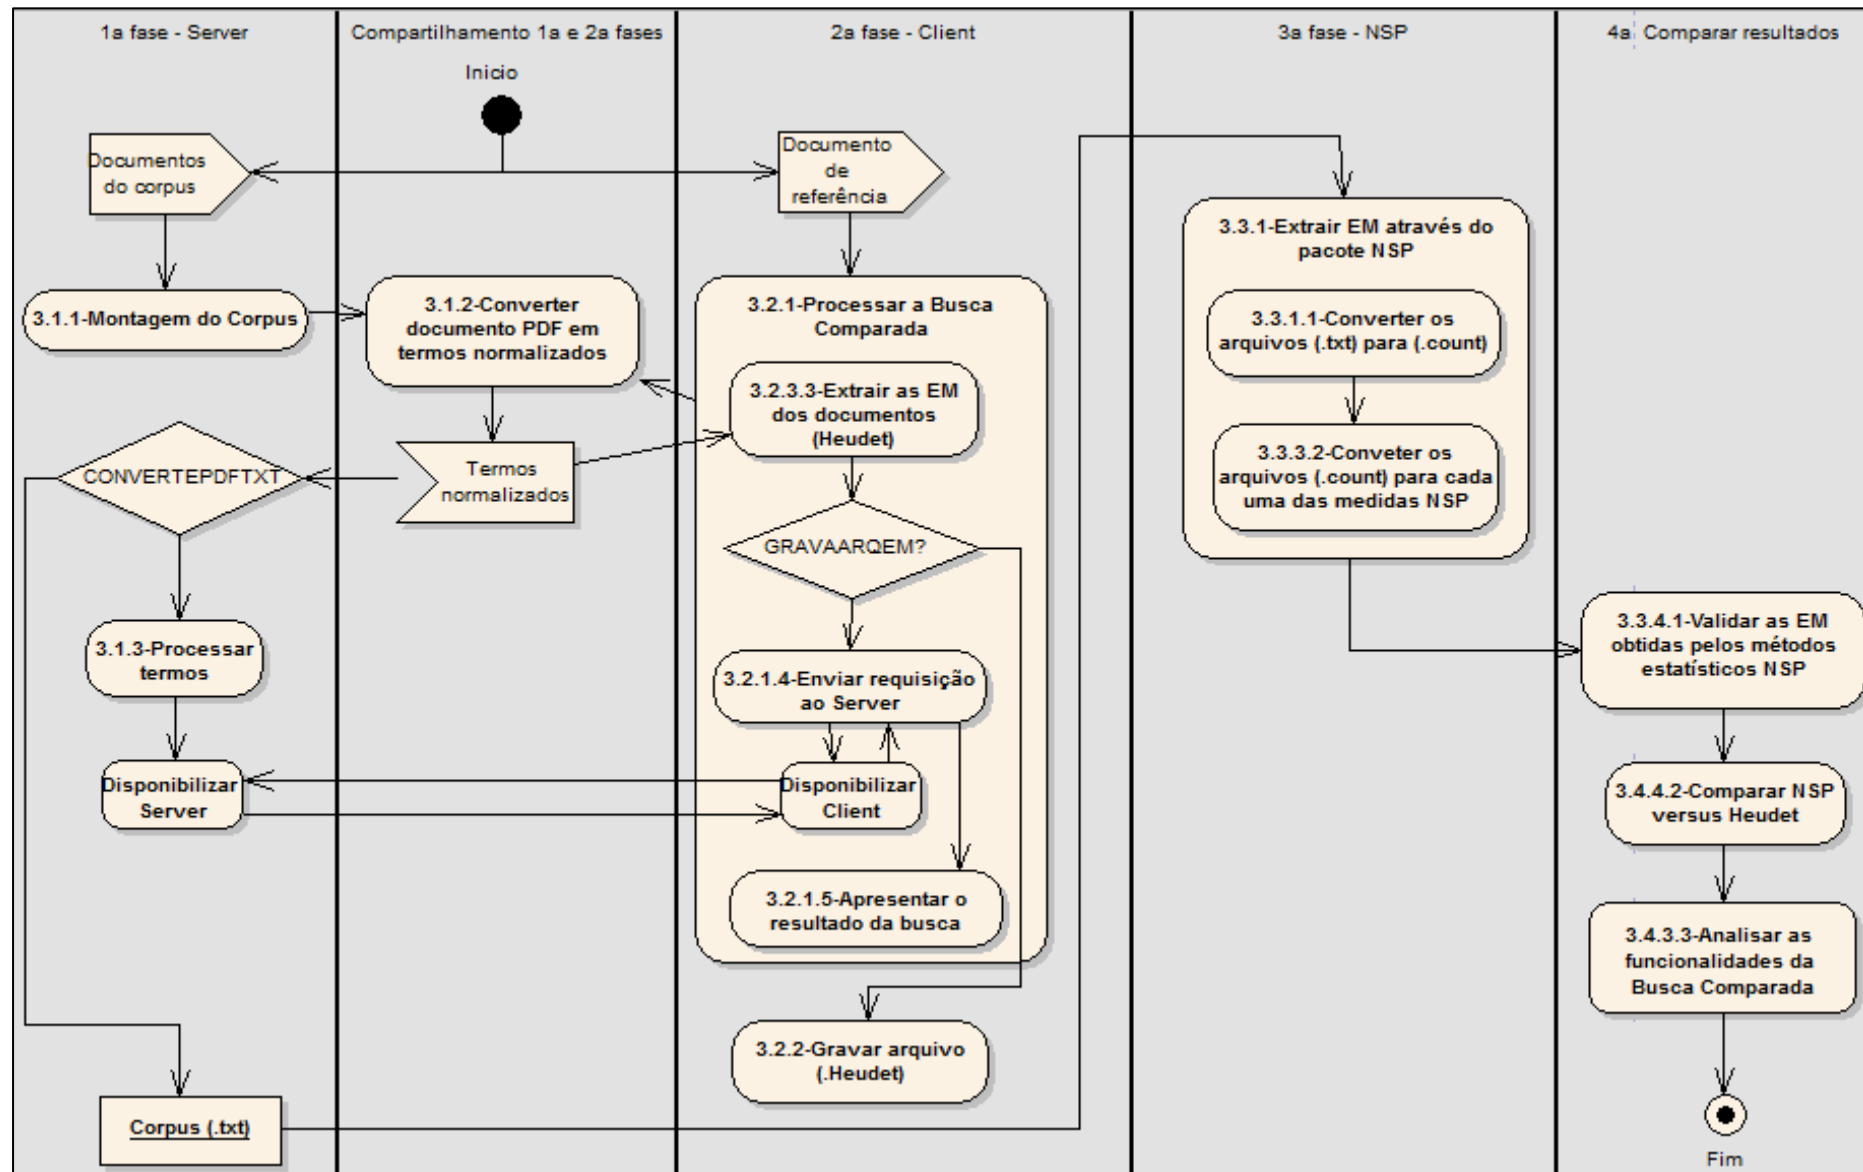 1a fase - Server
Compartilhamento 1a e 2a fases
2a fase - Client
3a fase - NSP
4a Comparar resultados
Inicio
Documentos
do corpus
Documento
de
referência
3.1.1-Montagem do Corpus
3.1.2-Converter
documento PDF em
termos normalizados
3.2.1-Processar a Busca
Comparada
3.2.3.3-Extrair as EM
dos documentos
(Heudet)
3.3.1-Extrair EM através do
pacote NSP
3.3.1.1-Converter os
arquivos (.txt) para (.count)
3.3.3.2-Conveter os
arquivos (.count) para cada
uma das medidas NSP
CONVERTEPDFTXT
Termos
normalizados
GRAVAARQEM?
3.1.3-Processar
termos
3.2.1.4-Enviar requisição
ao Server
3.3.4.1-Validar as EM
obtidas pelos métodos
estatísticos NSP
Disponibilizar
Server
Disponibilizar
Client
3.4.4.2-Comparar NSP
versus Heudet
3.2.1.5-Apresentar o
resultado da busca
3.4.3.3-Analisar as
funcionalidades da
Busca Comparada
3.2.2-Gravar arquivo
(.Heudet)
Corpus (.txt)
Fim